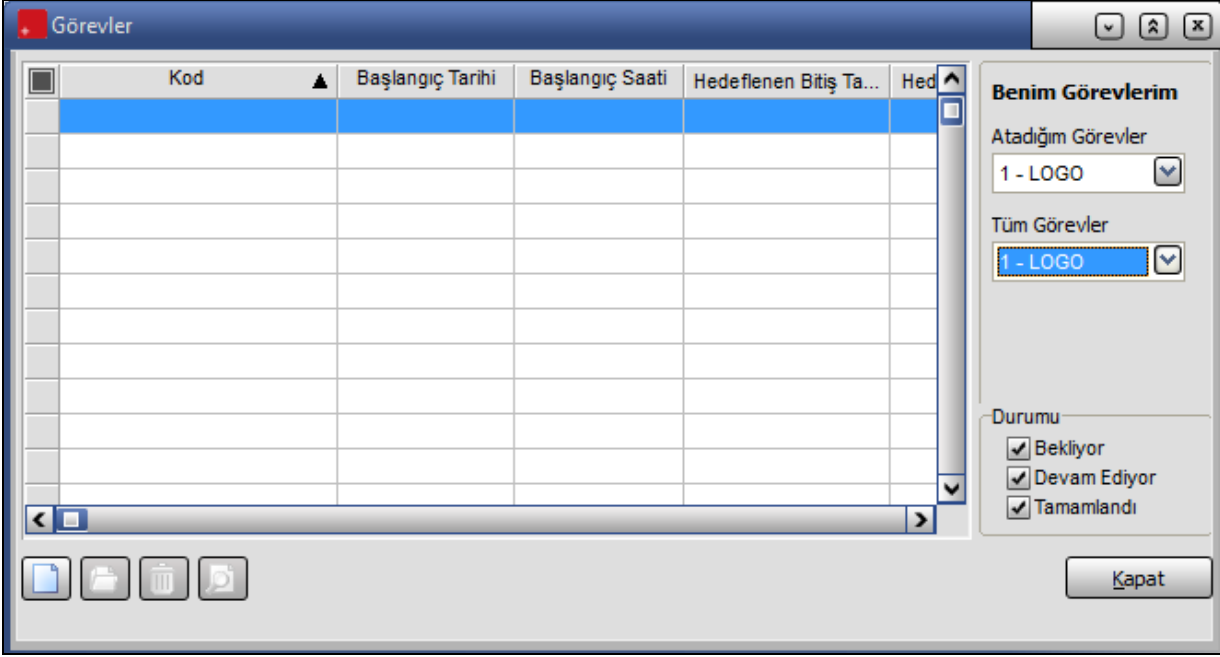 Görevler
Kod Başlangıç Tarihi Başlangıç Saati Hedeflenen Bitiş Ta... Hed
Benim Görevlerim
Atadığım Görevler
1 - LOGO
Tüm Görevler
1 - LOGO
Durumu
Bekliyor
Devam Ediyor
Tamamlandı
Kapat